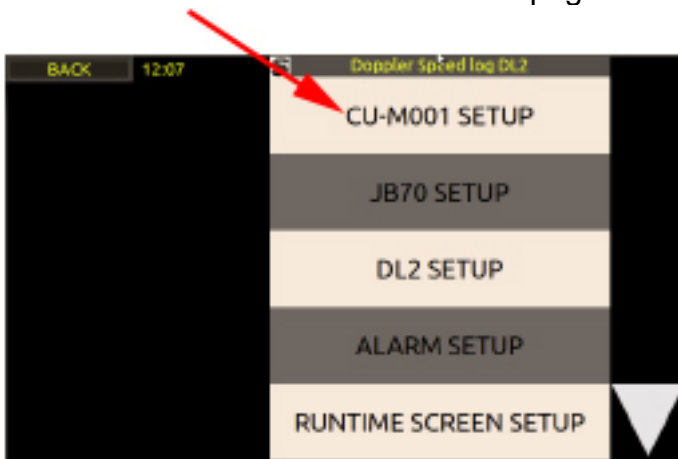 BACK 12:07 Doppler Speed log DL2
CU-M001 SETUP
JB70 SETUP
DL2 SETUP
ALARM SETUP
RUNTIME SCREEN SETUP